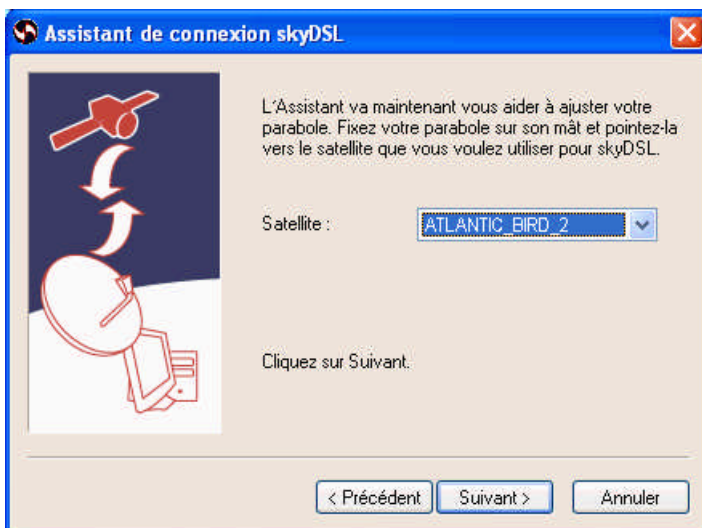 Assistant de connexion skyDSL
L'Assistant va maintenant vous aider à ajuster votre
parabole. Fixez votre parabole sur son mât et pointez-la
vers le satellite que vous voulez utiliser pour skyDSL.
Satellite :
ATLANTIC_BIRD_2
Cliquez sur Suivant.
< Précédent
Suivant >
Annuler